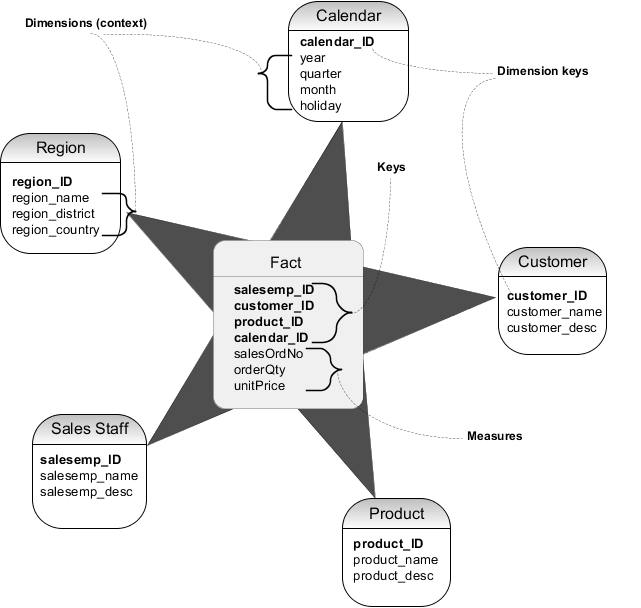 Calendar
calendar_ID
year
quarter
month
holiday
Dimensions (context)
Dimension keys
Region
region_ID
region_name
region_district
region_country
Keys
Fact
salesemp_ID
customer_ID
product_ID
calendar_ID
salesOrdNo
orderQty
unitPrice
Customer
customer_ID
customer_name
customer_desc
Measures
Sales Staff
salesemp_ID
salesemp_name
salesemp_desc
Product
product_ID
product_name
product_desc